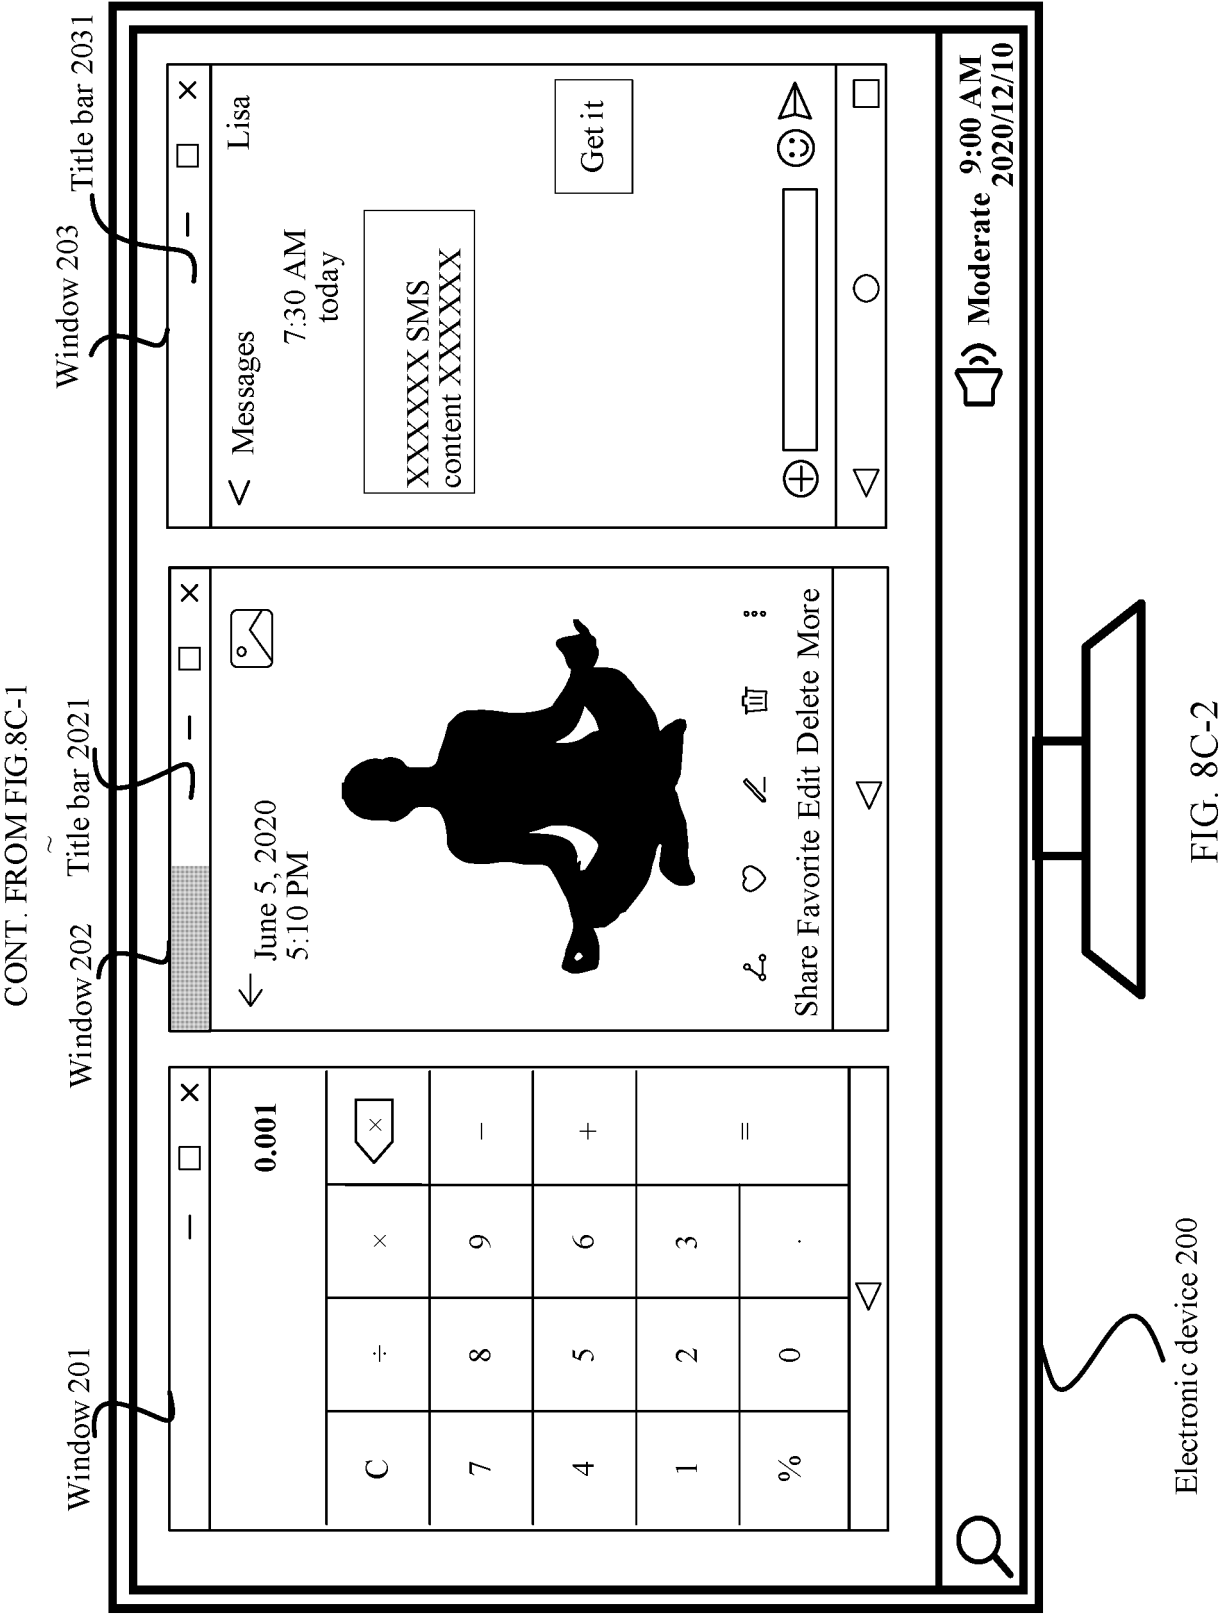 CONT. FROM FIG.8C-1
~
Window 201
Window 202
Title bar 2021
Window 203
Title bar 2031
— □ ×
0.001
C ÷ ×
×
7 8 9 −
4 5 6 +
1 2 3 =
% 0 .
— □ ×
← June 5, 2020
5:10 PM
Share Favorite Edit Delete More
— □ ×
< Messages Lisa
7:30 AM
today
XXXXXX SMS
content XXXXXX
Get it
Moderate
9:00 AM
2020/12/10
Electronic device 200
FIG. 8C-2